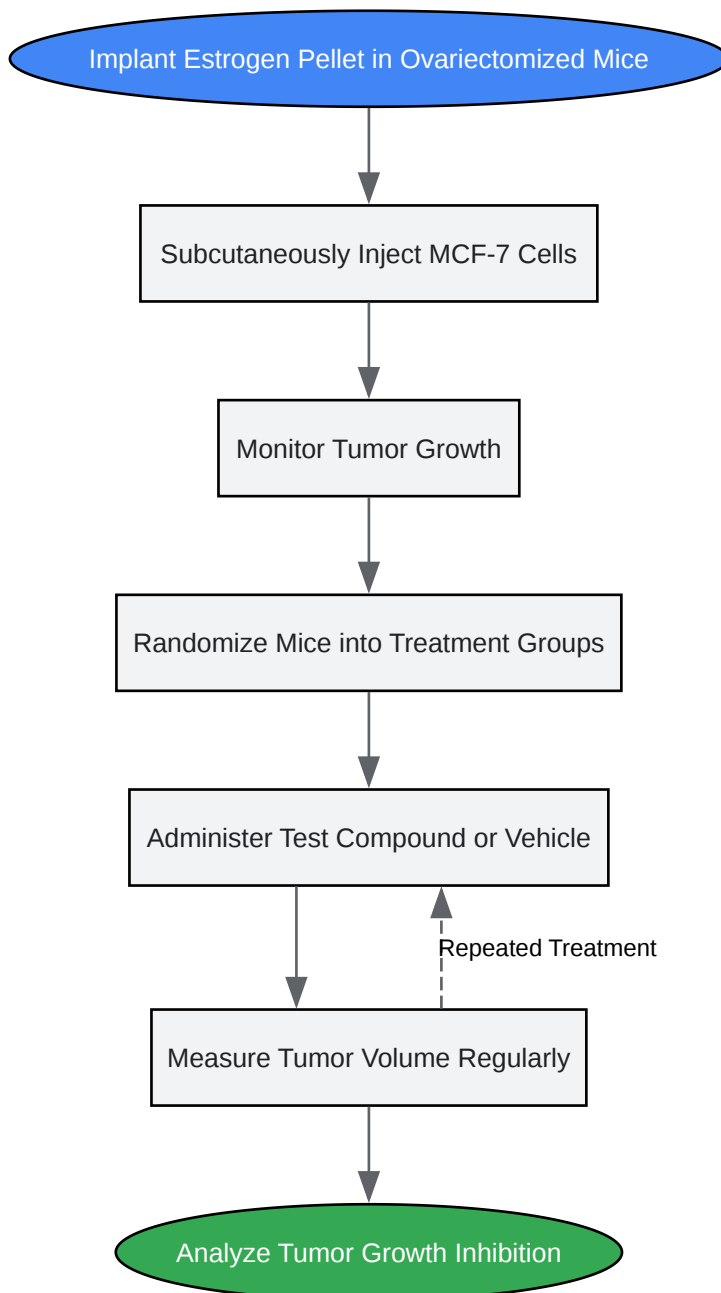 Implant Estrogen Pellet in Ovariectomized Mice
Subcutaneously Inject MCF-7 Cells
Monitor Tumor Growth
Randomize Mice into Treatment Groups
Administer Test Compound or Vehicle
Repeated Treatment
Measure Tumor Volume Regularly
Analyze Tumor Growth Inhibition